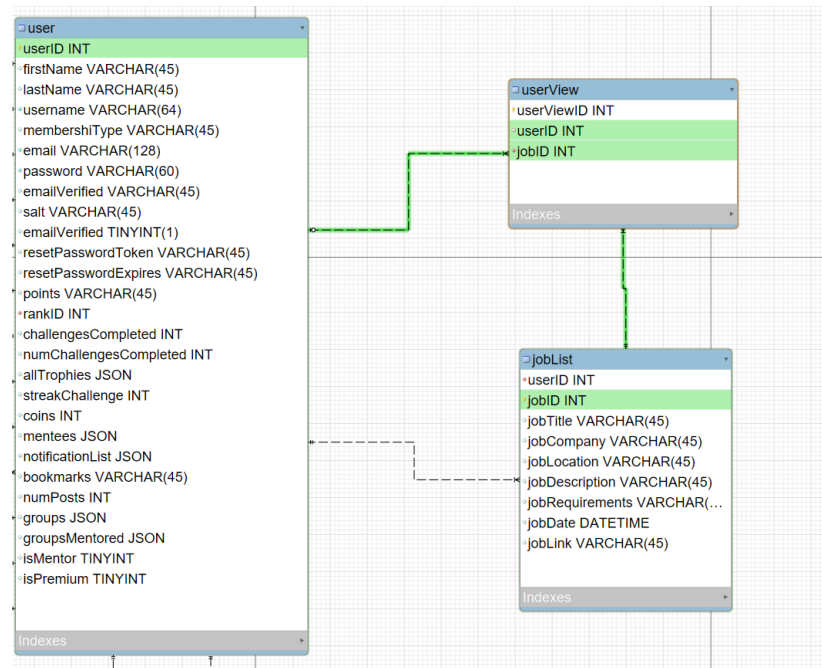 user
userID INT
firstName VARCHAR(45)
lastName VARCHAR(45)
username VARCHAR(64)
membershiType VARCHAR(45)
email VARCHAR(128)
password VARCHAR(60)
emailVerified VARCHAR(45)
salt VARCHAR(45)
emailVerified TINYINT(1)
resetPasswordToken VARCHAR(45)
resetPasswordExpires VARCHAR(45)
points VARCHAR(45)
rankID INT
challengesCompleted INT
numChallengesCompleted INT
allTrophies JSON
streakChallenge INT
coins INT
mentees JSON
notificationList JSON
bookmarks VARCHAR(45)
numPosts INT
groups JSON
groupsMentored JSON
isMentor TINYINT
isPremium TINYINT
Indexes
userView
userViewID INT
userID INT
jobID INT
Indexes
jobList
userID INT
jobID INT
jobTitle VARCHAR(45)
jobCompany VARCHAR(45)
jobLocation VARCHAR(45)
jobDescription VARCHAR(45)
jobRequirements VARCHAR(...
jobDate DATETIME
jobLink VARCHAR(45)
Indexes